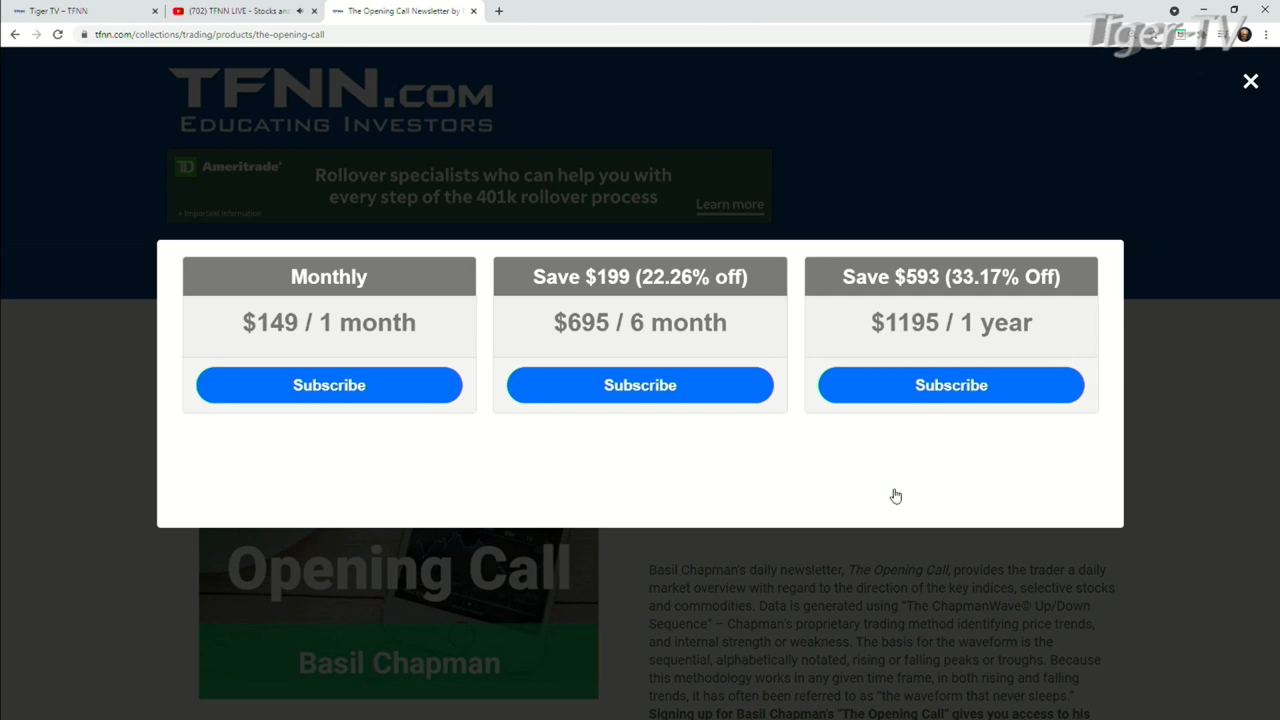 Tiger TV – TFNN
(702) TFNN LIVE - Stocks and
The Opening Call Newsletter by
tfnn.com/collections/trading/products/the-opening-call
Tiger TV
TFNN.COM
EDUCATING INVESTORS
TD Ameritrade
Rollover specialists who can help you with
every step of the 401k rollover process
+ Important Information
Learn more
Monthly
$149 / 1 month
Subscribe
Save $199 (22.26% off)
$695 / 6 month
Subscribe
Save $593 (33.17% Off)
$1195 / 1 year
Subscribe
Opening Call
Basil Chapman
Basil Chapman's daily newsletter, The Opening Call, provides the trader a daily
market overview with regard to the direction of the key indices, selective stocks
and commodities. Data is generated using "The ChapmanWave© Up/Down
Sequence" – Chapman's proprietary trading method identifying price trends,
and internal strength or weakness. The basis for the waveform is the
sequential, alphabetically notated, rising or falling peaks or troughs. Because
this methodology works in any given time frame, in both rising and falling
trends, it has often been referred to as "the waveform that never sleeps."
Signing up for Basil Chapman's "The Opening Call" gives you access to his